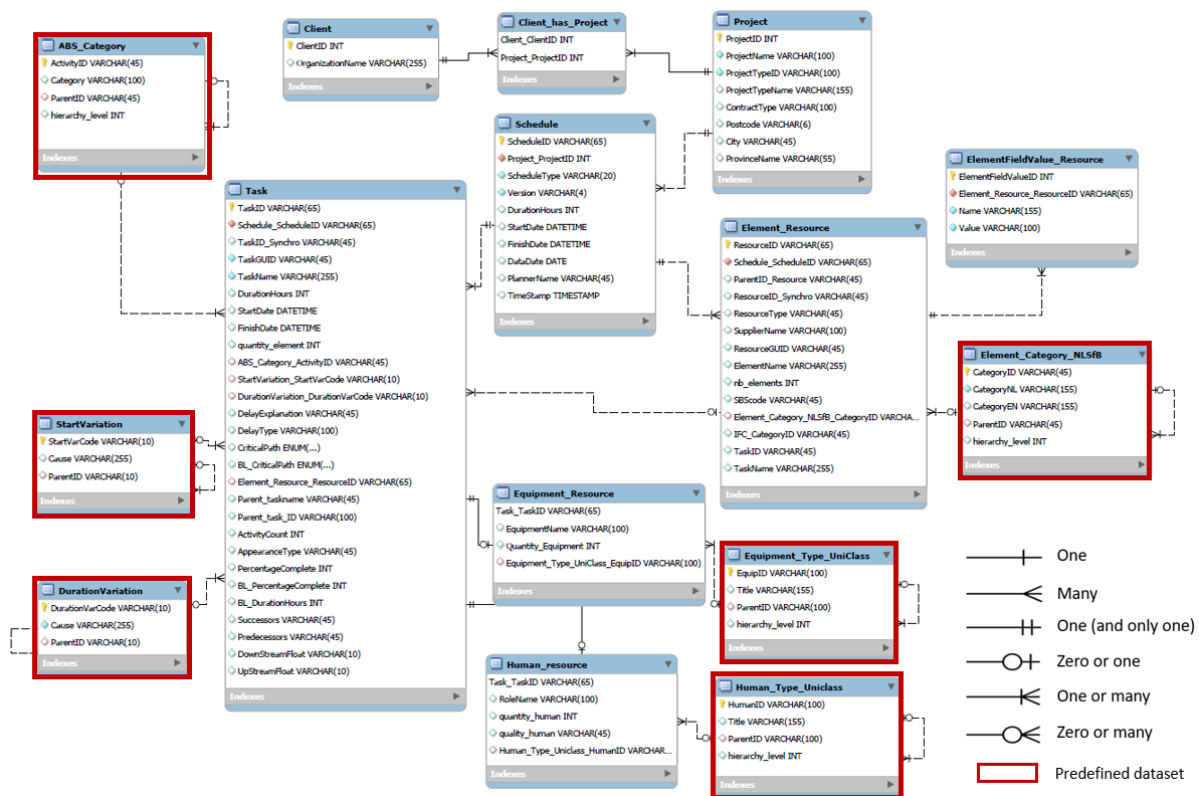 ABS_Category
ActivityID VARCHAR(45)
Category VARCHAR(100)
ParentID VARCHAR(45)
hierarchy_level INT
Indexes
Client
ClientID INT
OrganizationName VARCHAR(255)
Indexes
Client_has_Project
Client_ClientID INT
Project_ProjectID INT
Indexes
Project
ProjectID INT
ProjectName VARCHAR(100)
ProjectTypeID VARCHAR(100)
ProjectTypeName VARCHAR(155)
ContractType VARCHAR(100)
Postcode VARCHAR(6)
City VARCHAR(45)
ProvinceName VARCHAR(55)
Indexes
Schedule
ScheduleID VARCHAR(65)
Project_ProjectID INT
ScheduleType VARCHAR(20)
Version VARCHAR(4)
DurationHours INT
StartDate DATETIME
FinishDate DATETIME
DataDate DATE
PlannerName VARCHAR(45)
TimeStamp TIMESTAMP
Indexes
ElementFieldValue_Resource
ElementFieldValueID INT
Element_Resource_ResourceID VARCHAR(65)
Name VARCHAR(155)
Value VARCHAR(100)
Indexes
Task
TaskID VARCHAR(65)
Schedule_ScheduleID VARCHAR(65)
TaskID_Synchro VARCHAR(45)
TaskGUID VARCHAR(45)
TaskName VARCHAR(255)
DurationHours INT
StartDate DATETIME
FinishDate DATETIME
quantity_element INT
ABS_Category_ActivityID VARCHAR(45)
StartVariation_StartVarCode VARCHAR(10)
DurationVariation_DurationVarCode VARCHAR(10)
DelayExplanation VARCHAR(45)
DelayType VARCHAR(100)
CriticalPath ENUM(...)
BL_CriticalPath ENUM(...)
Element_Resource_ResourceID VARCHAR(65)
Parent_taskname VARCHAR(45)
Parent_task_ID VARCHAR(100)
ActivityCount INT
AppearanceType VARCHAR(45)
PercentageComplete INT
BL_PercentageComplete INT
BL_DurationHours INT
Successors VARCHAR(45)
Predecessors VARCHAR(45)
DownStreamFloat VARCHAR(10)
UpStreamFloat VARCHAR(10)
Indexes
Element_Resource
ResourceID VARCHAR(65)
Schedule_ScheduleID VARCHAR(65)
ParentID_Resource VARCHAR(45)
ResourceID_Synchro VARCHAR(45)
ResourceType VARCHAR(45)
SupplierName VARCHAR(100)
ResourceGUID VARCHAR(45)
ElementName VARCHAR(255)
nb_elements INT
SBScode VARCHAR(45)
Element_Category_NLSfB_CategoryID VARCHA...
IFC_CategoryID VARCHAR(45)
TaskID VARCHAR(45)
TaskName VARCHAR(255)
Indexes
Element_Category_NLSfB
CategoryID VARCHAR(45)
CategoryNL VARCHAR(155)
CategoryEN VARCHAR(155)
ParentID VARCHAR(45)
hierarchy_level INT
Indexes
StartVariation
StartVarCode VARCHAR(10)
Cause VARCHAR(255)
ParentID VARCHAR(10)
Indexes
DurationVariation
DurationVarCode VARCHAR(10)
Cause VARCHAR(255)
ParentID VARCHAR(10)
Indexes
Equipment_Resource
Task_TaskID VARCHAR(65)
EquipmentName VARCHAR(100)
Quantity_Equipment INT
Equipment_Type_UniClass_EquipID VARCHAR(100)
Indexes
Equipment_Type_UniClass
EquipID VARCHAR(100)
Title VARCHAR(155)
ParentID VARCHAR(100)
hierarchy_level INT
Indexes
Human_resource
Task_TaskID VARCHAR(65)
RoleName VARCHAR(100)
quantity_human INT
quality_human VARCHAR(45)
Human_Type_Uniclass_HumanID VARCHAR...
Indexes
Human_Type_Uniclass
HumanID VARCHAR(100)
Title VARCHAR(155)
ParentID VARCHAR(100)
hierarchy_level INT
Indexes
One
Many
One (and only one)
Zero or one
One or many
Zero or many
Predefined dataset